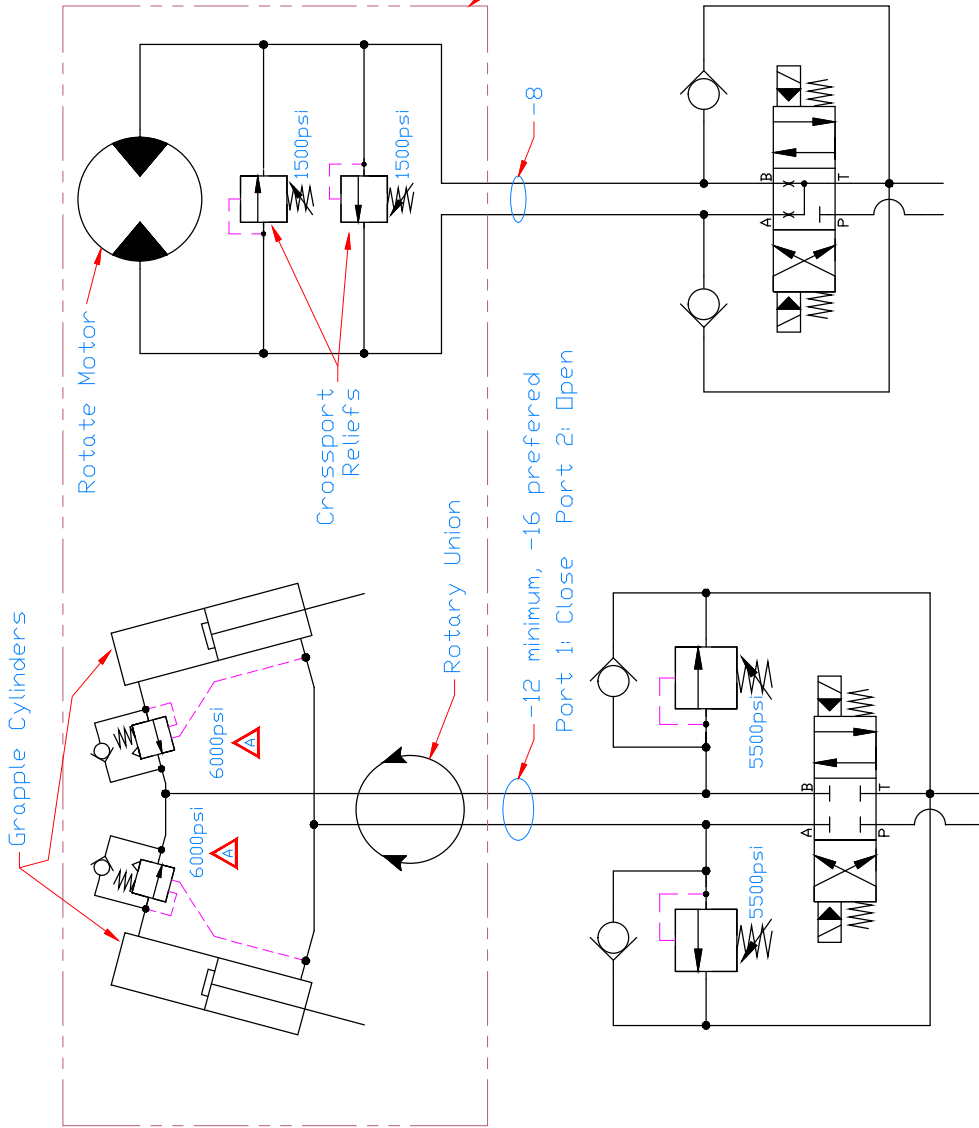 Grapple Cylinders
Rotate Motor
1500psi
1500psi
Crossport
Reliefs
-8
6000psi
A
6000psi
A
Rotary Union
-12 minimum, -16 prefered
Port 1: Close Port 2: Open
5500psi
5500psi
A
B
P
T
A
B
P
T